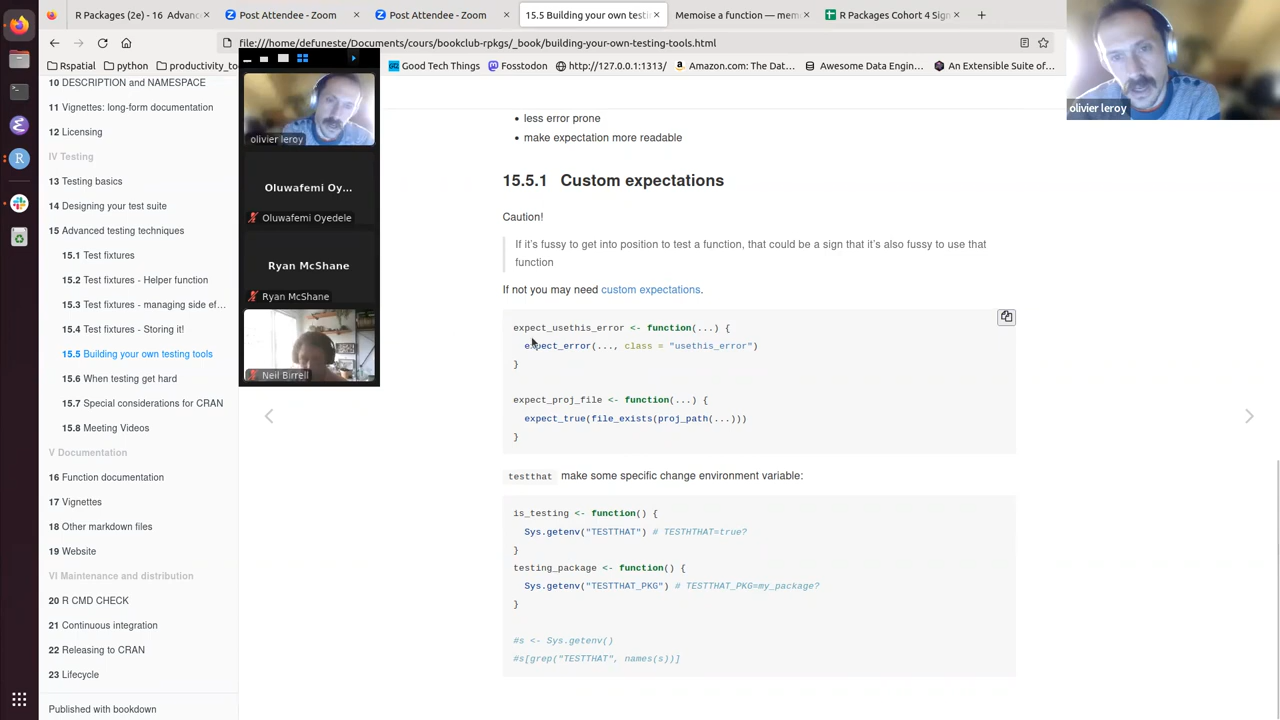 R Packages (2e) - 16 Advanc
Post Attendee - Zoom
Post Attendee - Zoom
15.5 Building your own testi
Memoise a function — mem
R Packages Cohort 4 Sign
file:///home/defuneste/Documents/cours/bookclub-rpkgs/_book/building-your-own-testing-tools.html
Rspatial
python
productivity_to
Good Tech Things
Fosstodon
http://127.0.0.1:1313/
Amazon.com: The Dat…
Awesome Data Engin…
An Extensible Suite of…
olivier leroy
10 DESCRIPTION and NAMESPACE
11 Vignettes: long-form documentation
12 Licensing
IV Testing
13 Testing basics
14 Designing your test suite
15 Advanced testing techniques
15.1 Test fixtures
15.2 Test fixtures - Helper function
15.3 Test fixtures - managing side ef…
15.4 Test fixtures - Storing it!
15.5 Building your own testing tools
15.6 When testing get hard
15.7 Special considerations for CRAN
15.8 Meeting Videos
V Documentation
16 Function documentation
17 Vignettes
18 Other markdown files
19 Website
VI Maintenance and distribution
20 R CMD CHECK
21 Continuous integration
22 Releasing to CRAN
23 Lifecycle
Published with bookdown
olivier leroy
Oluwafemi Oy...
Oluwafemi Oyedele
Ryan McShane
Ryan McShane
Neil Birrell
less error prone
make expectation more readable
15.5.1 Custom expectations
Caution!
If it's fussy to get into position to test a function, that could be a sign that it's also fussy to use that
function
If not you may need custom expectations.
expect_usethis_error <- function(...) {
expect_error(..., class = "usethis_error")
}
expect_proj_file <- function(...) {
expect_true(file_exists(proj_path(...)))
}
testthat make some specific change environment variable:
is_testing <- function() {
Sys.getenv("TESTTHAT") # TESTHTHAT=true?
}
testing_package <- function() {
Sys.getenv("TESTTHAT_PKG") # TESTTHAT_PKG=my_package?
}
#s <- Sys.getenv()
#s[grep("TESTTHAT", names(s))]